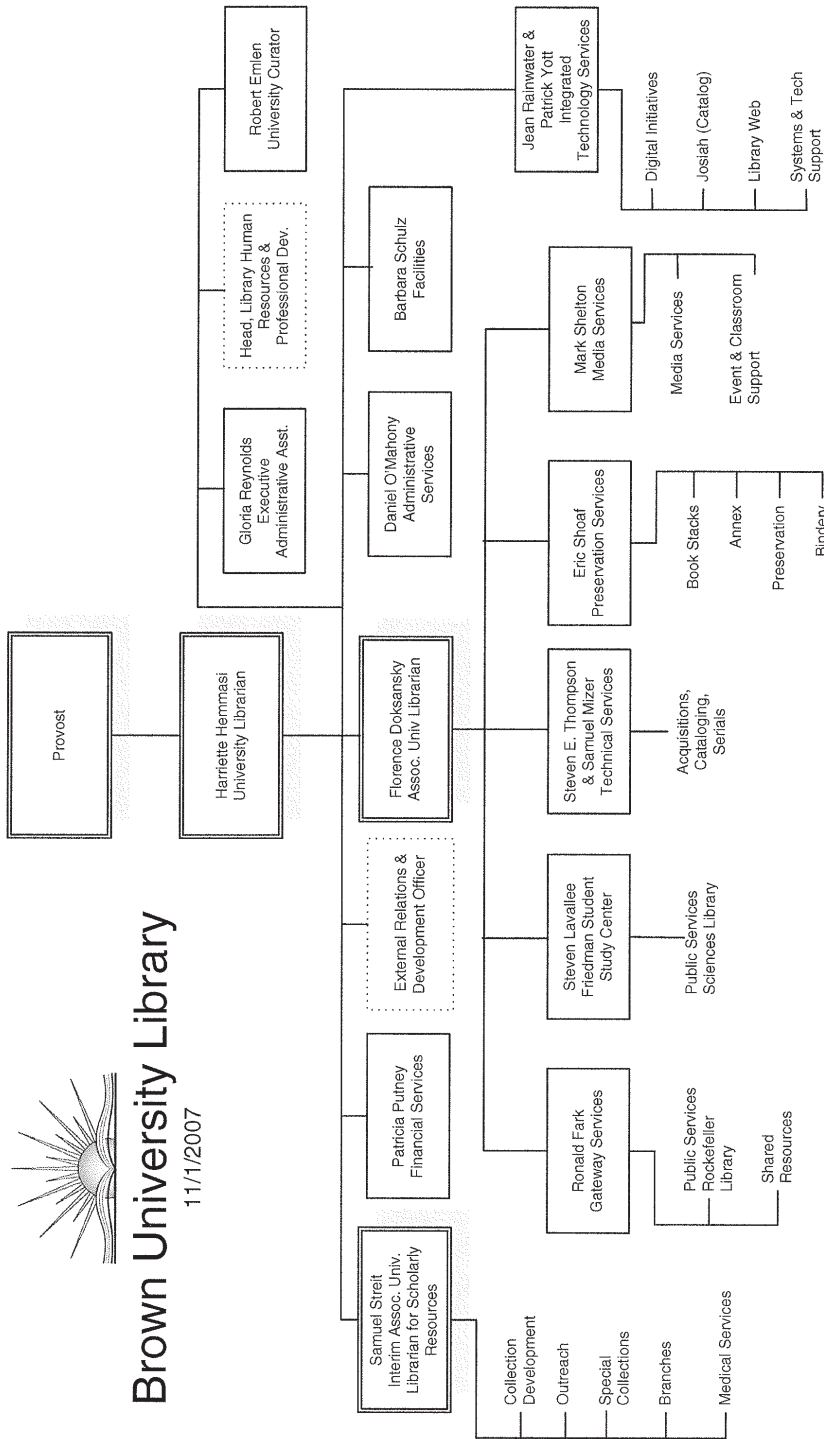 Brown University Library
11/1/2007
Provost
Harriette Hemmasi
University Librarian
Gloria Reynolds
Executive
Administrative Asst.
Head, Library Human
Resources &
Professional Dev.
Robert Emlen
University Curator
Samuel Streit
Interim Assoc. Univ.
Librarian for Scholarly
Resources
Patricia Putney
Financial Services
External Relations &
Development Officer
Florence Doksansky
Assoc. Univ Librarian
Daniel O'Mahony
Administrative
Services
Barbara Schulz
Facilities
Jean Rainwater &
Patrick Yott
Integrated
Technology Services
Digital Initiatives
Josiah (Catalog)
Library Web
Systems & Tech
Support
Collection
Development
Outreach
Special
Collections
Branches
Medical Services
Ronald Fark
Gateway Services
Public Services
Rockefeller
Library
Shared
Resources
Steven Lavallee
Friedman Student
Study Center
Public Services
Sciences Library
Steven E. Thompson
& Samuel Mizer
Technical Services
Acquisitions,
Cataloging,
Serials
Eric Shoaf
Preservation Services
Book Stacks
Annex
Preservation
Bindery
Mark Shelton
Media Services
Media Services
Event & Classroom
Support